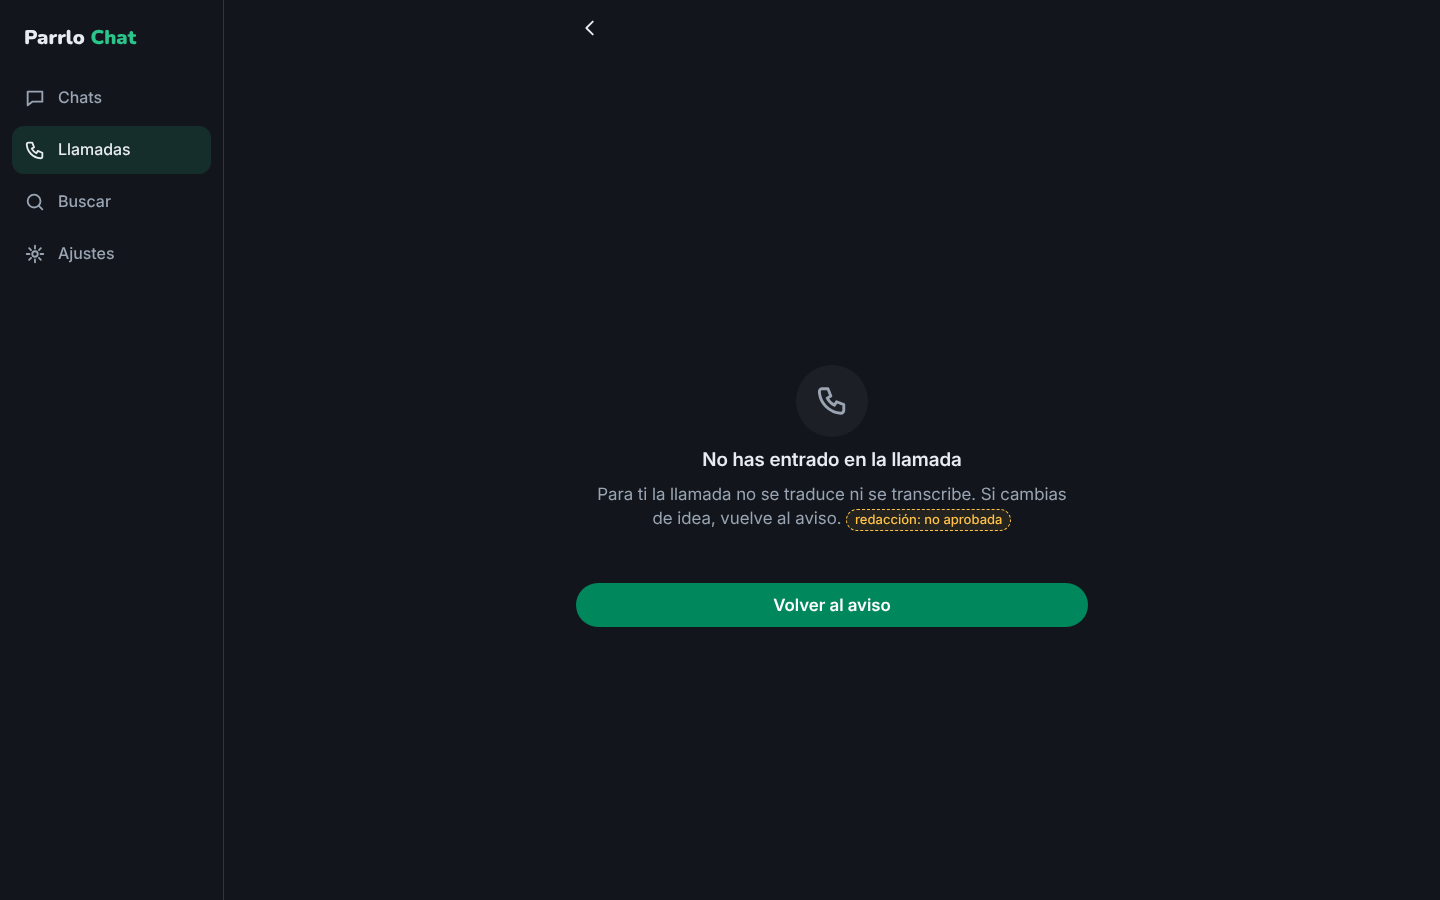 Parrlo Chat
Chats
Llamadas
Buscar
Ajustes
No has entrado en la llamada
Para ti la llamada no se traduce ni se transcribe. Si cambias
de idea, vuelve al aviso. redacción: no aprobada
Volver al aviso